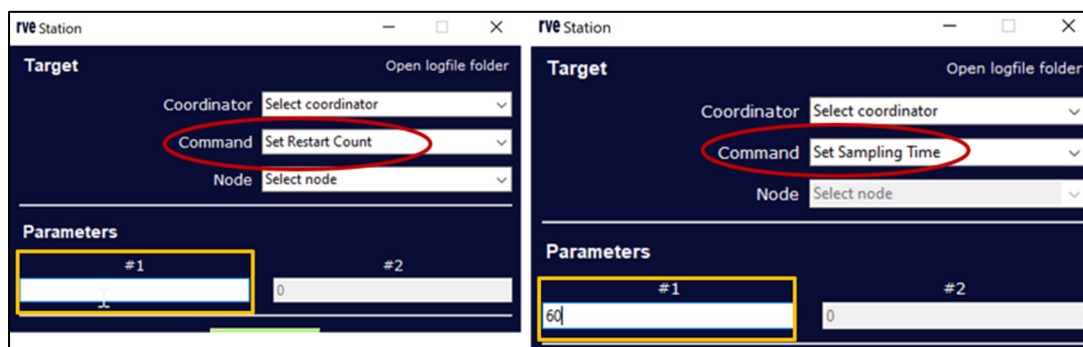 rve Station
Target Open logfile folder
Coordinator Select coordinator
Command Set Restart Count
Node Select node
Parameters
#1 #2
0
rve Station
Target Open logfile folder
Coordinator Select coordinator
Command Set Sampling Time
Node Select node
Parameters
#1 #2
60 0